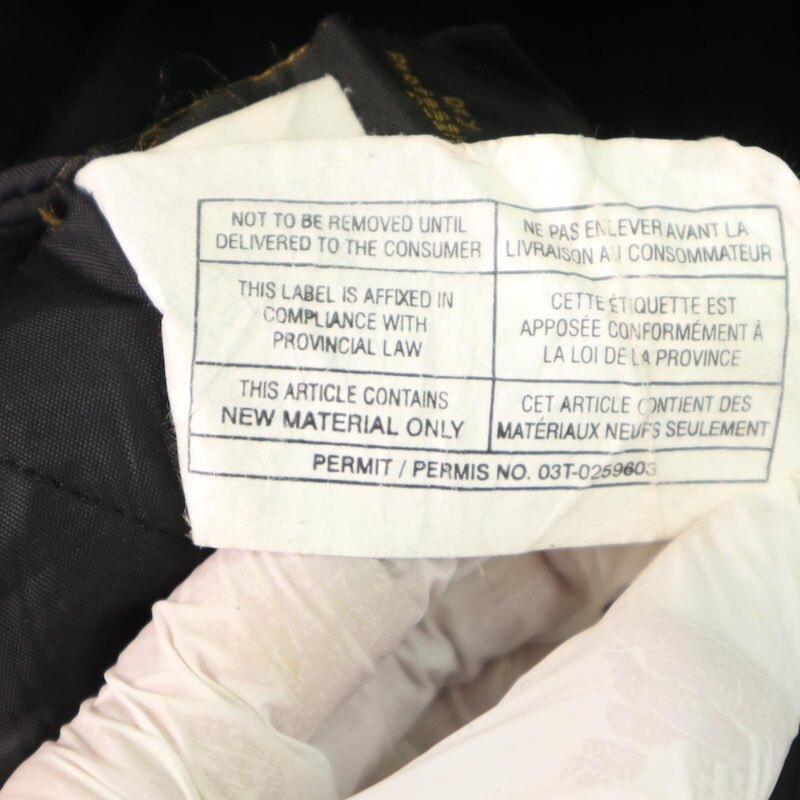 NOT TO BE REMOVED UNTIL
DELIVERED TO THE CONSUMER
NE PAS ENLEVER AVANT LA
LIVRAISON AU CONSOMMATEUR
THIS LABEL IS AFFIXED IN
COMPLIANCE WITH
PROVINCIAL LAW
CETTE ÉTIQUETTE EST
APPOSÉE CONFORMÉMENT À
LA LOI DE LA PROVINCE
THIS ARTICLE CONTAINS
NEW MATERIAL ONLY
CET ARTICLE CONTIENT DES
MATÉRIAUX NEUFS SEULEMENT
PERMIT / PERMIS NO. 03T-0259603